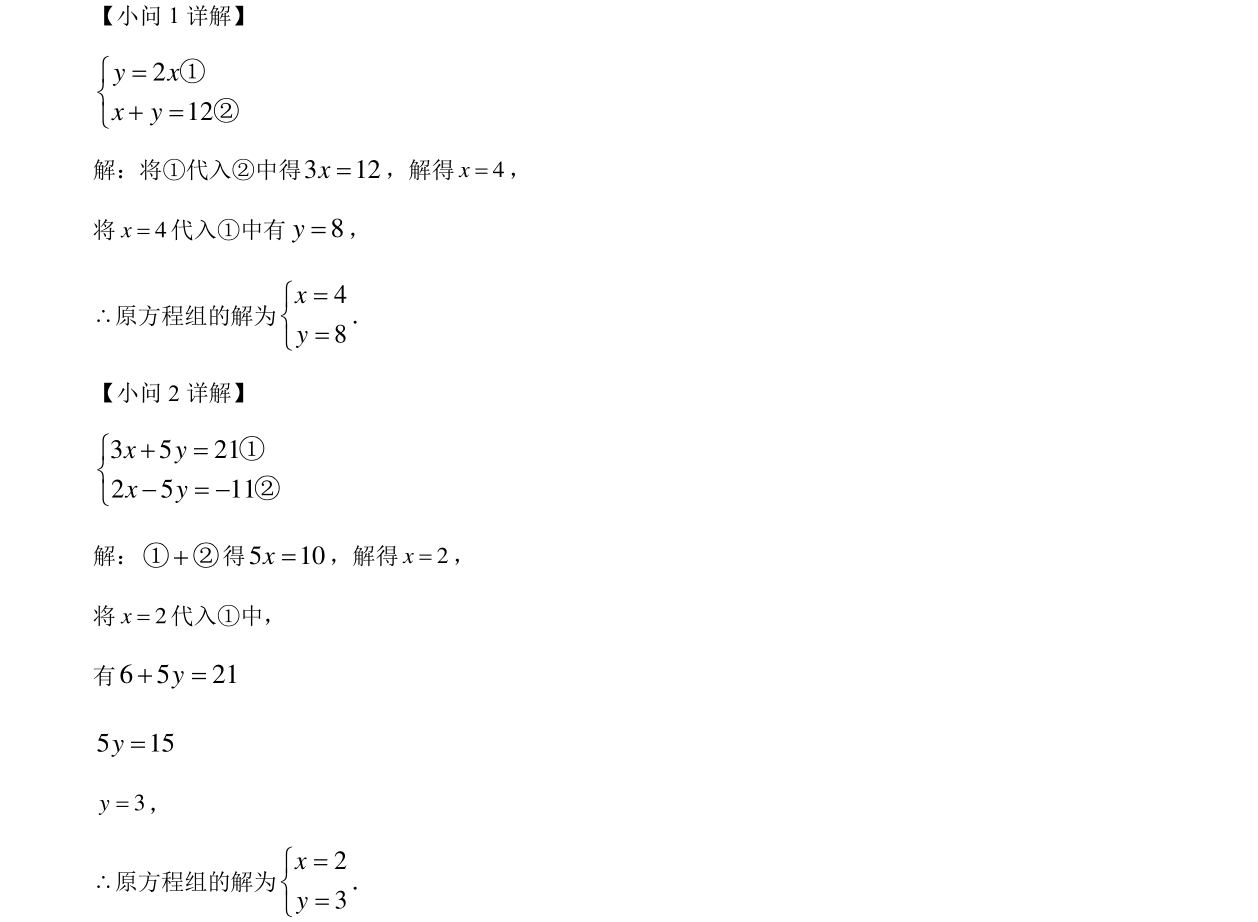 【小问 1 详解】
{y = 2x①
x + y = 12②
解：将①代入②中得3x = 12，解得 x = 4，
将 x = 4 代入①中有 y = 8，
∴原方程组的解为{x = 4
y = 8.
【小问 2 详解】
{3x + 5y = 21①
2x − 5y = −11②
解：①+②得5x = 10，解得 x = 2，
将 x = 2 代入①中，
有 6 + 5y = 21
5y = 15
y = 3，
∴原方程组的解为{x = 2
y = 3.